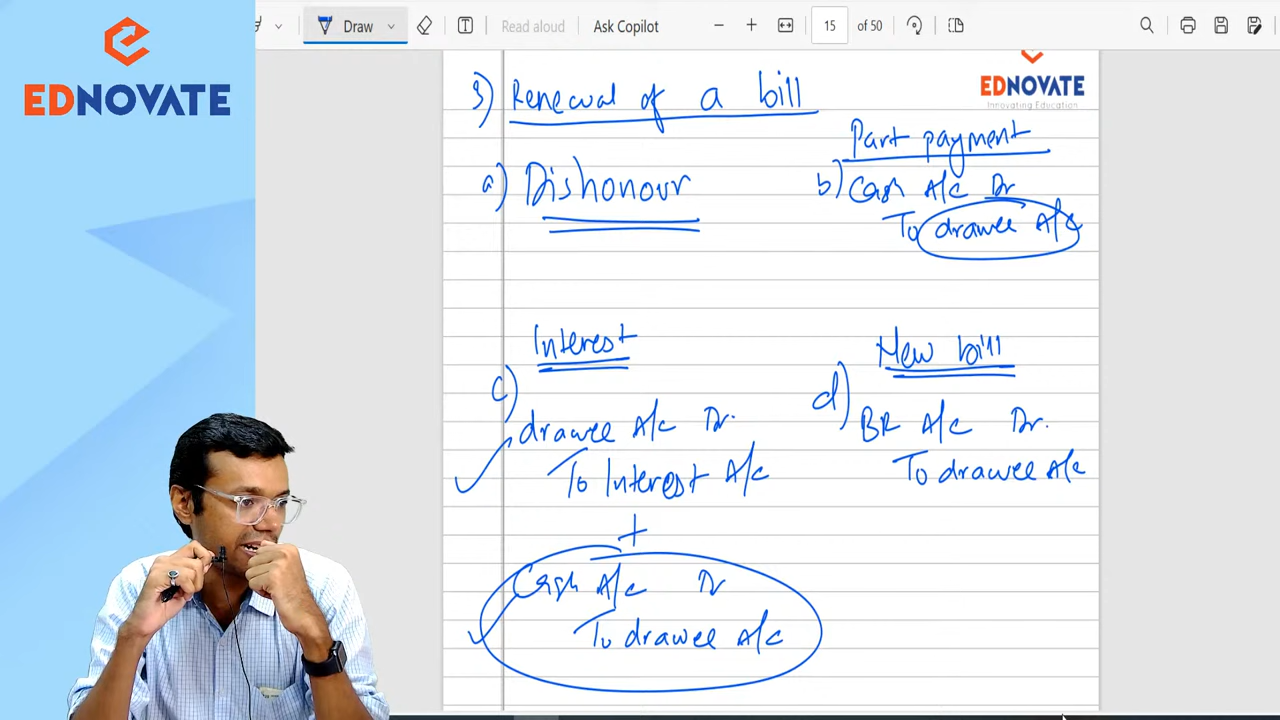 Draw
Read aloud
Ask Copilot
15
of 50
EDNOVATE
EDNOVATE
Innovating Education
3) Renewal of a bill
a) Dishonour
Part payment
b) Cash A/c Dr
To drawee A/c
Interest
c)
drawee A/c Dr.
To Interest A/c
+
Cash A/c Dr
To drawee A/c
New bill
d)
BR A/c Dr.
To drawee A/c